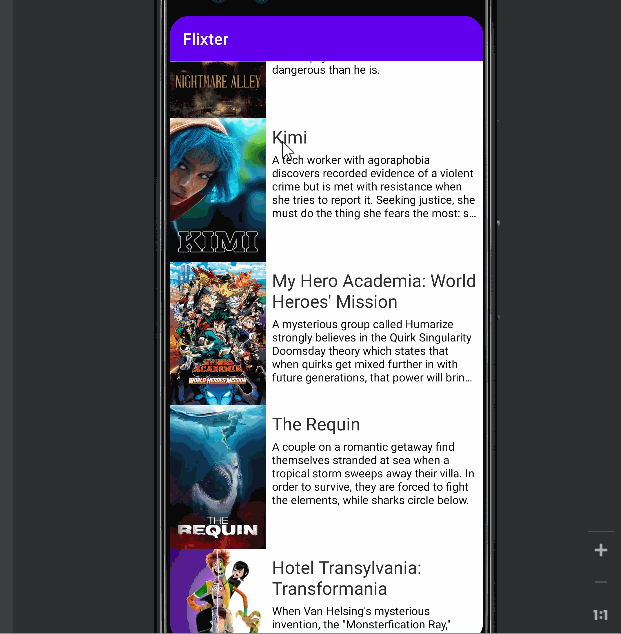 Flixter
NIGHTMARE ALLEY
dangerous than he is.
Kimi
A tech worker with agoraphobia
discovers recorded evidence of a violent
crime but is met with resistance when
she tries to report it. Seeking justice, she
must do the thing she fears the most: s...
KIMI
My Hero Academia: World
Heroes' Mission
A mysterious group called Humarize
strongly believes in the Quirk Singularity
Doomsday theory which states that
when quirks get mixed further in with
future generations, that power will brin...
MY HERO
ACADEMIA
WORLD HEROES MISSION
The Requin
A couple on a romantic getaway find
themselves stranded at sea when a
tropical storm sweeps away their villa. In
order to survive, they are forced to fight
the elements, while sharks circle below.
THE
REQUIN
Hotel Transylvania:
Transformania
When Van Helsing's mysterious
invention, the "Monsterfication Ray,"
+
−
1:1